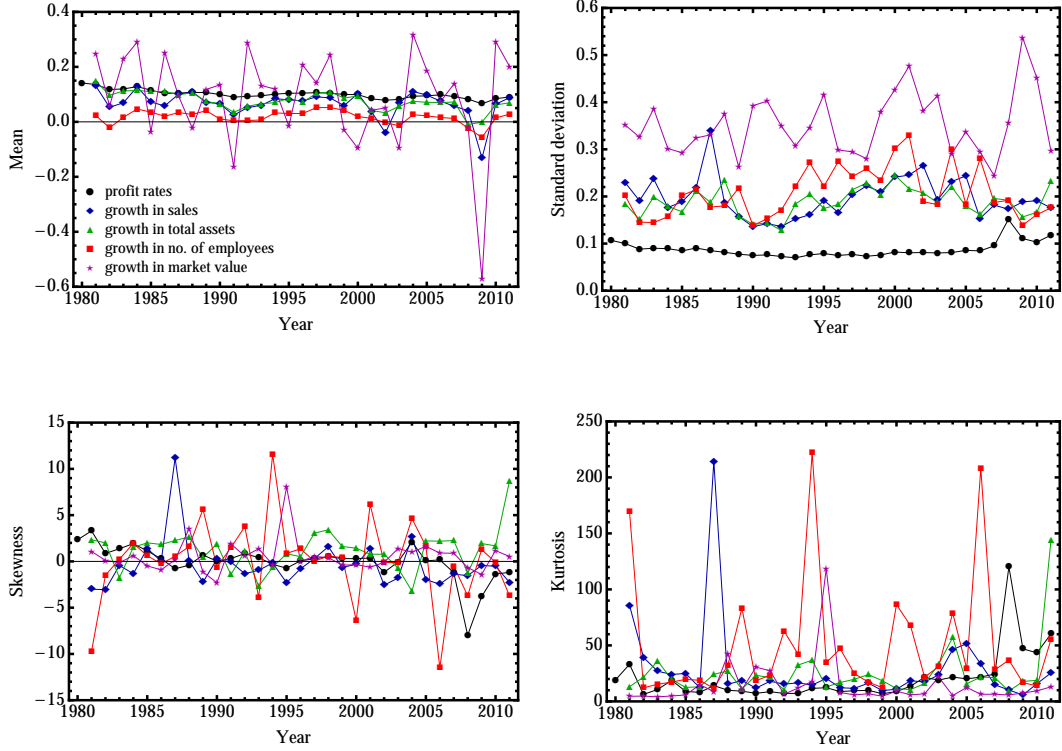 0.4
0.2
0.0
−0.2
−0.4
−0.6
Mean
profit rates
growth in sales
growth in total assets
growth in no. of employees
growth in market value
1980 1985 1990 1995 2000 2005 2010
Year
0.6
0.5
0.4
0.3
0.2
0.1
0.0
Standard deviation
1980 1985 1990 1995 2000 2005 2010
Year
15
10
5
0
−5
−10
−15
Skewness
1980 1985 1990 1995 2000 2005 2010
Year
250
200
150
100
50
0
Kurtosis
1980 1985 1990 1995 2000 2005 2010
Year